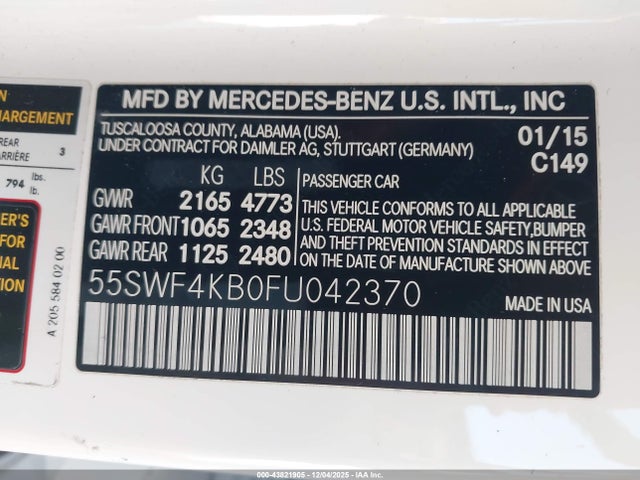 N
CHARGEMENT
REAR
ARRIÈRE 3
794 lbs.
lb.
ER'S
FOR
NAL
ION.
A 205 584 02 00
MFD BY MERCEDES-BENZ U.S. INTL., INC
TUSCALOOSA COUNTY, ALABAMA (USA).
UNDER CONTRACT FOR DAIMLER AG, STUTTGART (GERMANY)
01/15
C149
KG LBS
GVWR 2165 4773
GAWR FRONT 1065 2348
GAWR REAR 1125 2480
PASSENGER CAR
THIS VEHICLE CONFORMS TO ALL APPLICABLE
U.S. FEDERAL MOTOR VEHICLE SAFETY, BUMPER
AND THEFT PREVENTION STANDARDS IN EFFECT
ON THE DATE OF MANUFACTURE SHOWN ABOVE.
55SWF4KB0FU042370
MADE IN USA
000-43821905 - 12/04/2025 - IAA Inc.